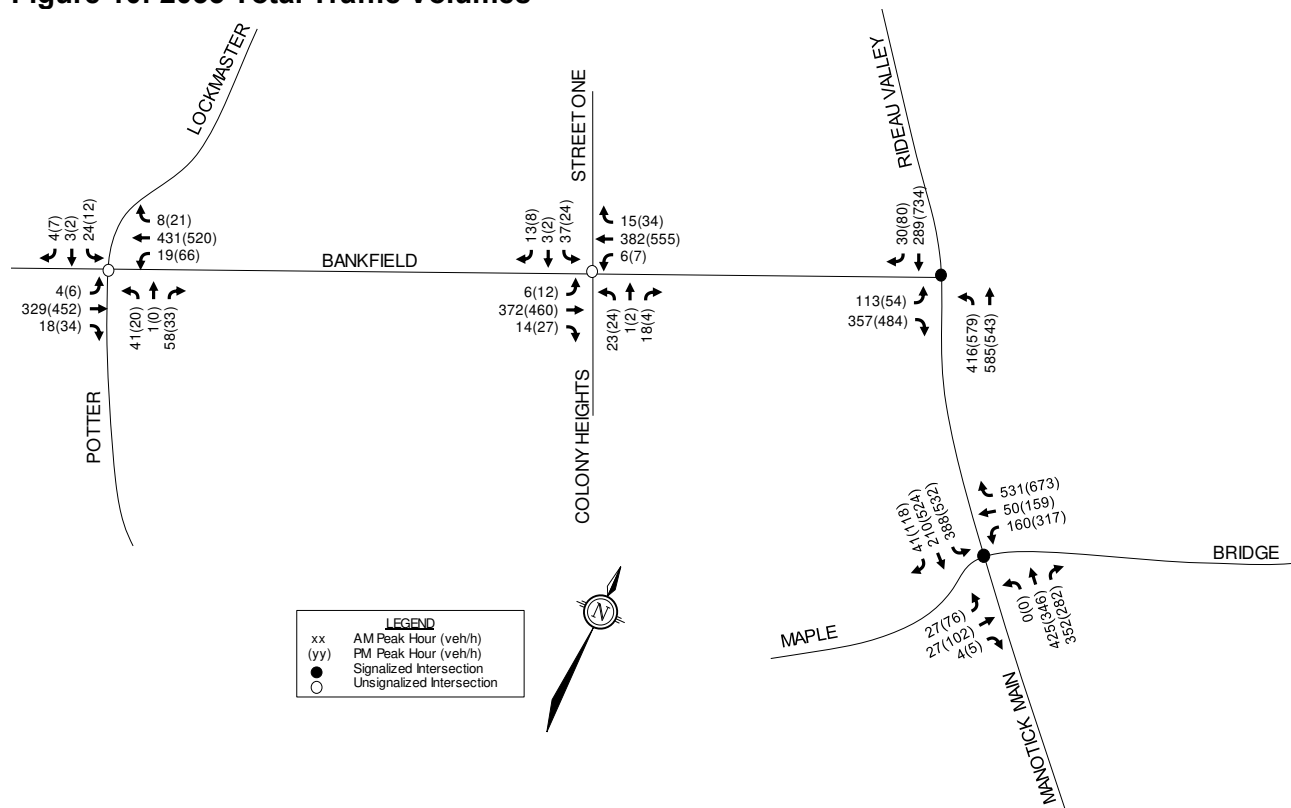 Figure Total Traffic Volumes
LOCKMASTER
STREET ONE
RIDEAU VALLEY
4(7)
3(2)
24(12)
8(21)
431(520)
19(66)
13(8)
3(2)
37(24)
15(34)
382(555)
6(7)
30(80)
289(734)
BANKFIELD
4(6)
329(452)
18(34)
41(20)
1(0)
58(33)
6(12)
372(460)
14(27)
23(24)
1(2)
18(4)
113(54)
357(484)
416(579)
585(543)
POTTER
COLONY HEIGHTS
41(118)
210(524)
388(532)
531(673)
50(159)
160(317)
BRIDGE
MAPLE
27(76)
27(102)
4(5)
0(0)
425(346)
352(282)
MANOTICK MAIN
LEGEND
xx AM Peak Hour (veh/h)
(yy) PM Peak Hour (veh/h)
Signalized Intersection
Unsignalized Intersection
N